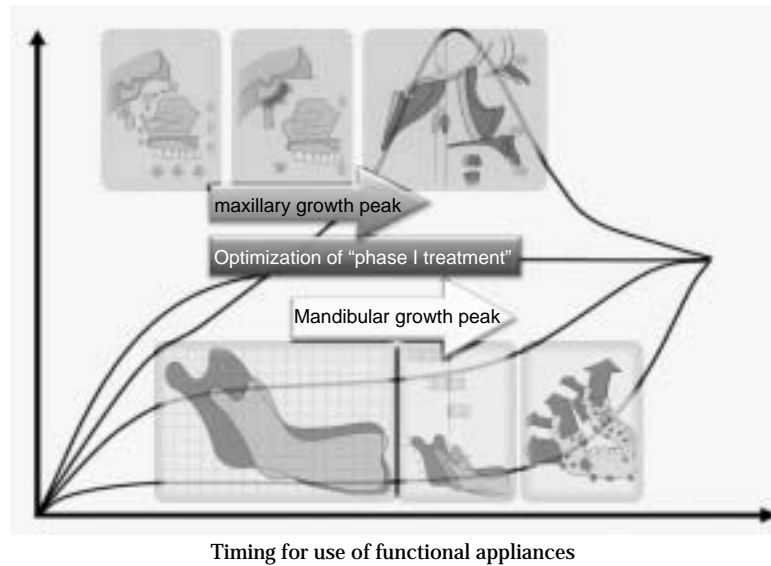 maxillary growth peak
Optimization of “phase I treatment”
Mandibular growth peak
Timing for use of functional appliances